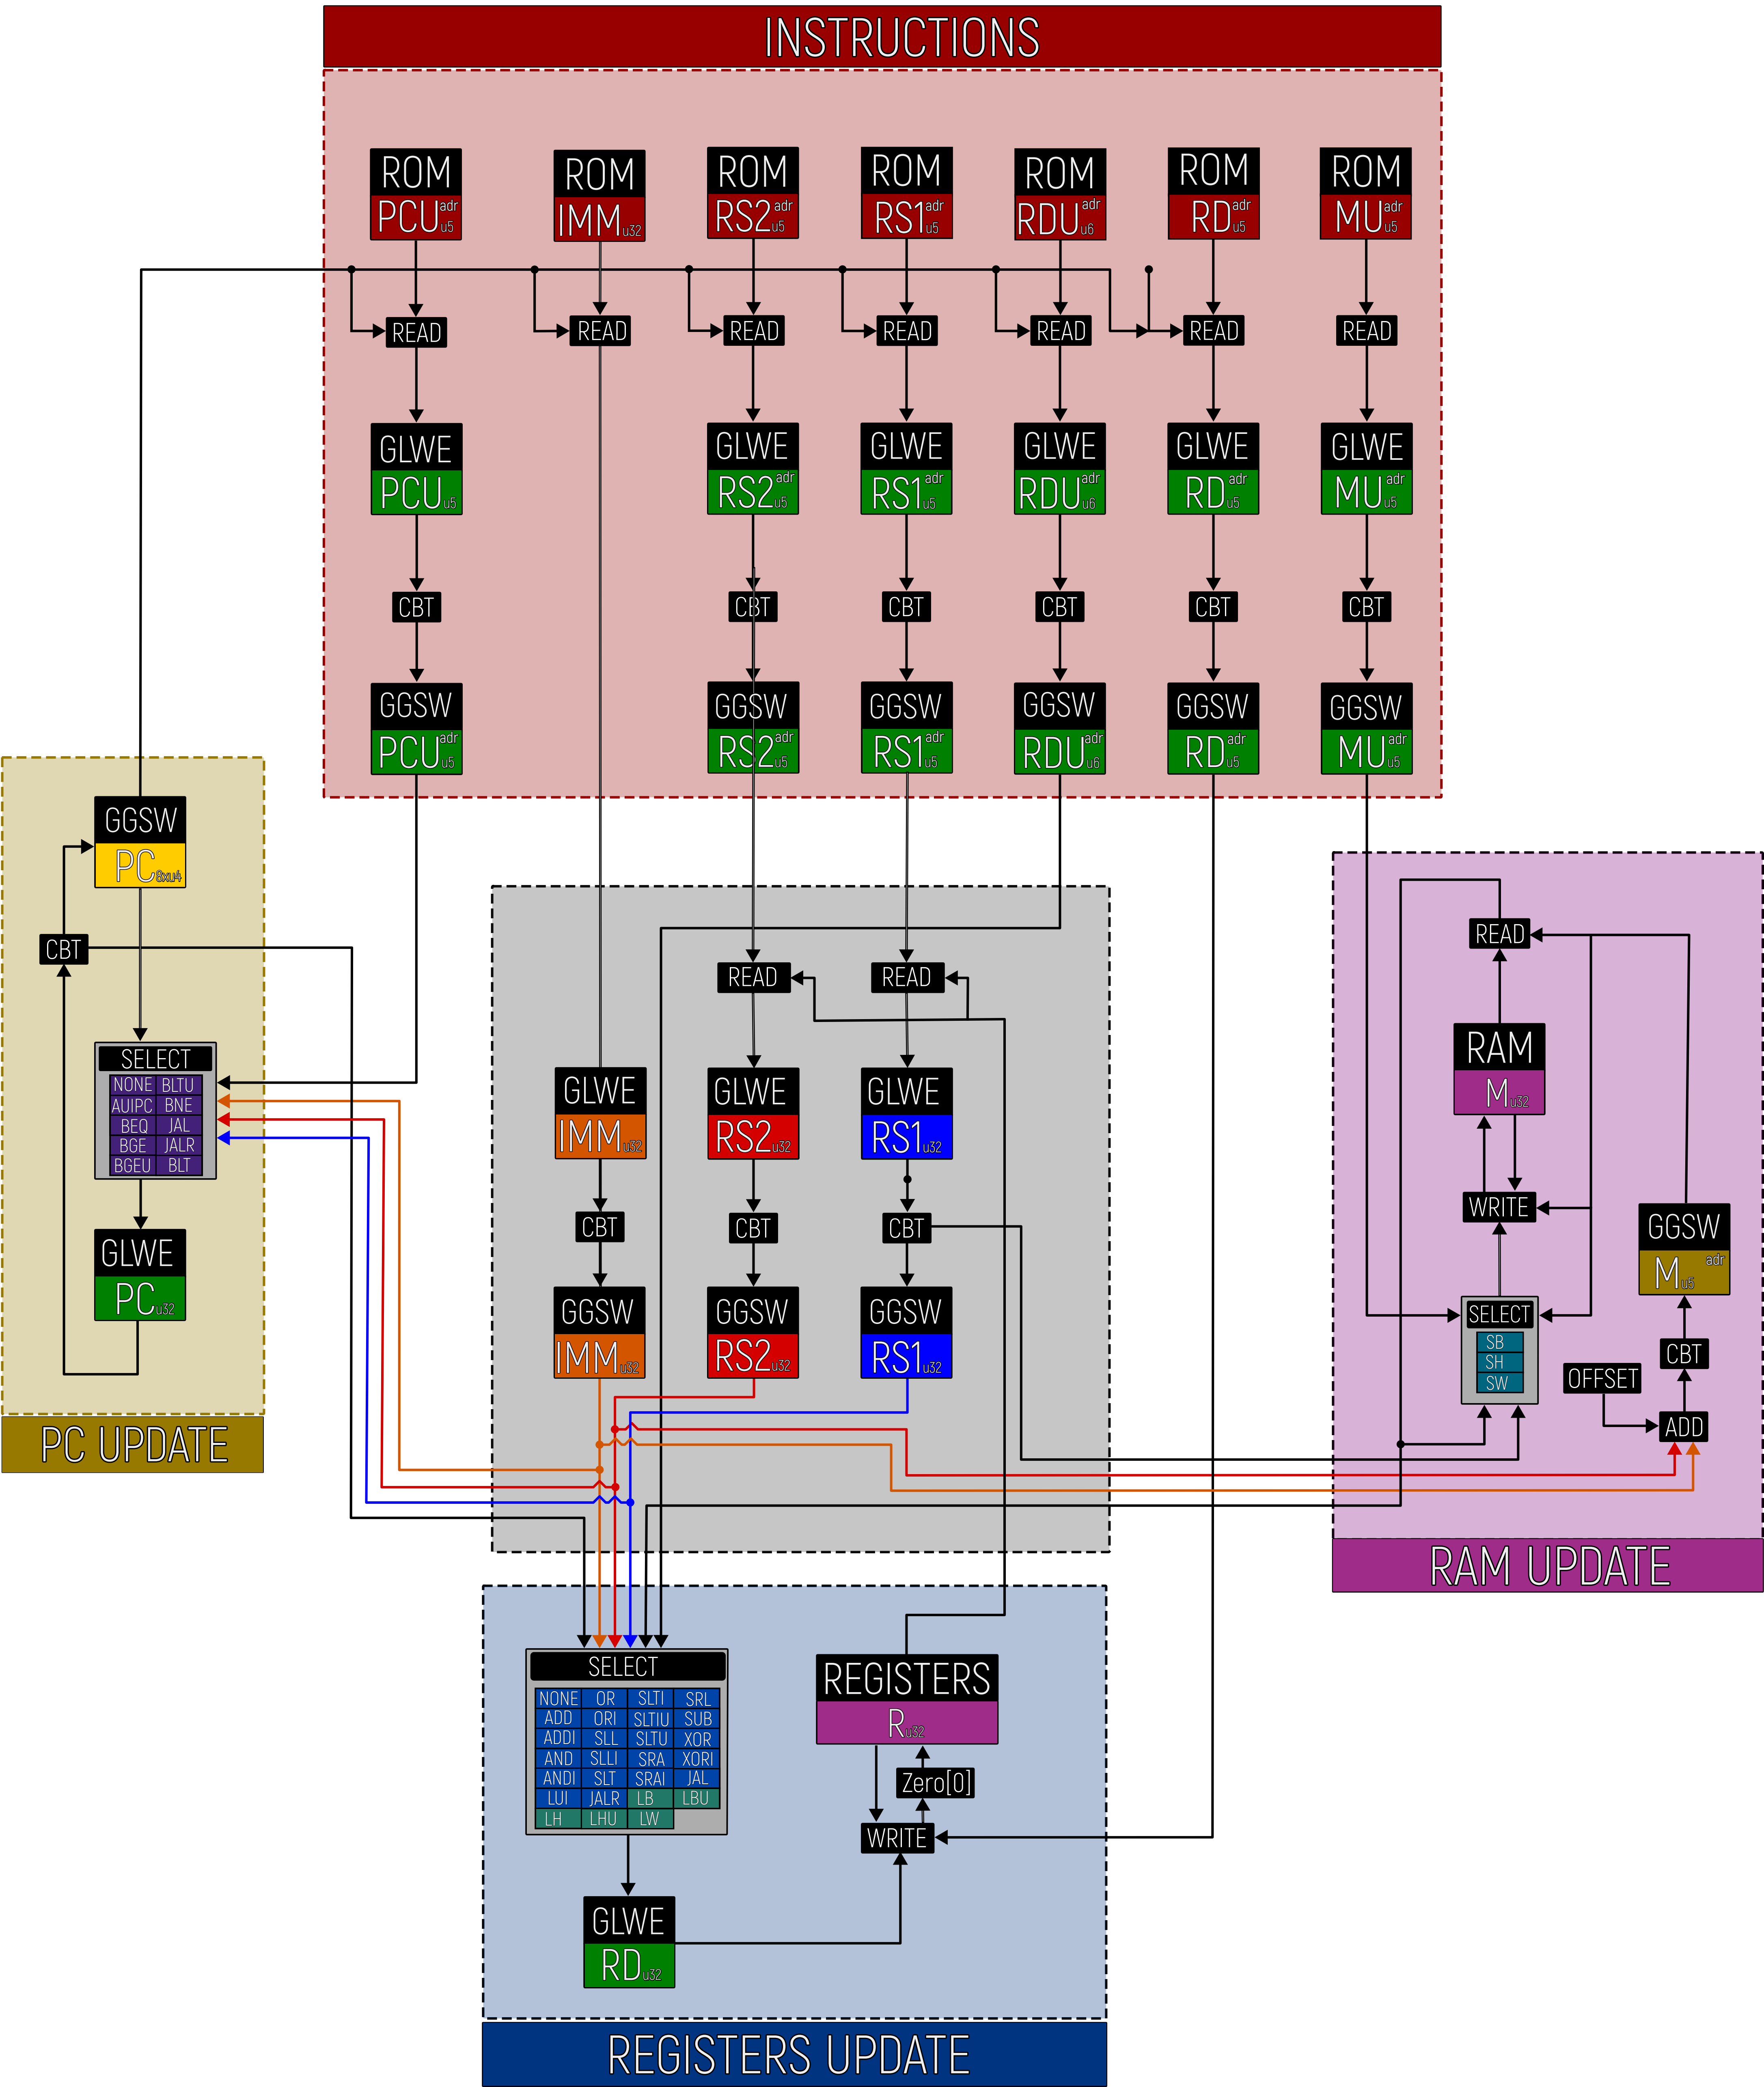 INSTRUCTIONS
ROM ROM ROM ROM ROM ROM ROM
PCU adr u5 IMM u32 RS2 adr u5 RS1 adr u5 RDU adr u6 RD adr u5 MU adr u5
READ READ READ READ READ READ READ
GLWE GLWE GLWE GLWE GLWE GLWE
PCU u5 RS2 adr u5 RS1 adr u5 RDU adr u6 RD adr u5 MU adr u5
CBT CBT CBT CBT CBT CBT
GGSW GGSW GGSW GGSW GGSW GGSW
PCU adr u5 RS2 adr u5 RS1 adr u5 RDU adr u6 RD adr u5 MU adr u5
GGSW
PC 8xu4
CBT
SELECT
NONE BLTU
AUIPC BNE
BEQ JAL
BGE JALR
BGEU BLT
GLWE
PC u32
PC UPDATE
READ READ
GLWE GLWE GLWE
IMM u32 RS2 u32 RS1 u32
CBT CBT CBT
GGSW GGSW GGSW
IMM u32 RS2 u32 RS1 u32
READ
RAM
M u32
WRITE
GGSW
M adr u5
SELECT
SB
SH
SW
CBT
OFFSET
ADD
RAM UPDATE
SELECT
NONE OR SLTI SRL
ADD ORI SLTIU SUB
ADDI SLL SLTU XOR
AND SLLI SRA XORI
ANDI SLT SRAI JAL
LUI JALR LB LBU
LH LHU LW
REGISTERS
R u32
Zero[0]
WRITE
GLWE
RD u32
REGISTERS UPDATE